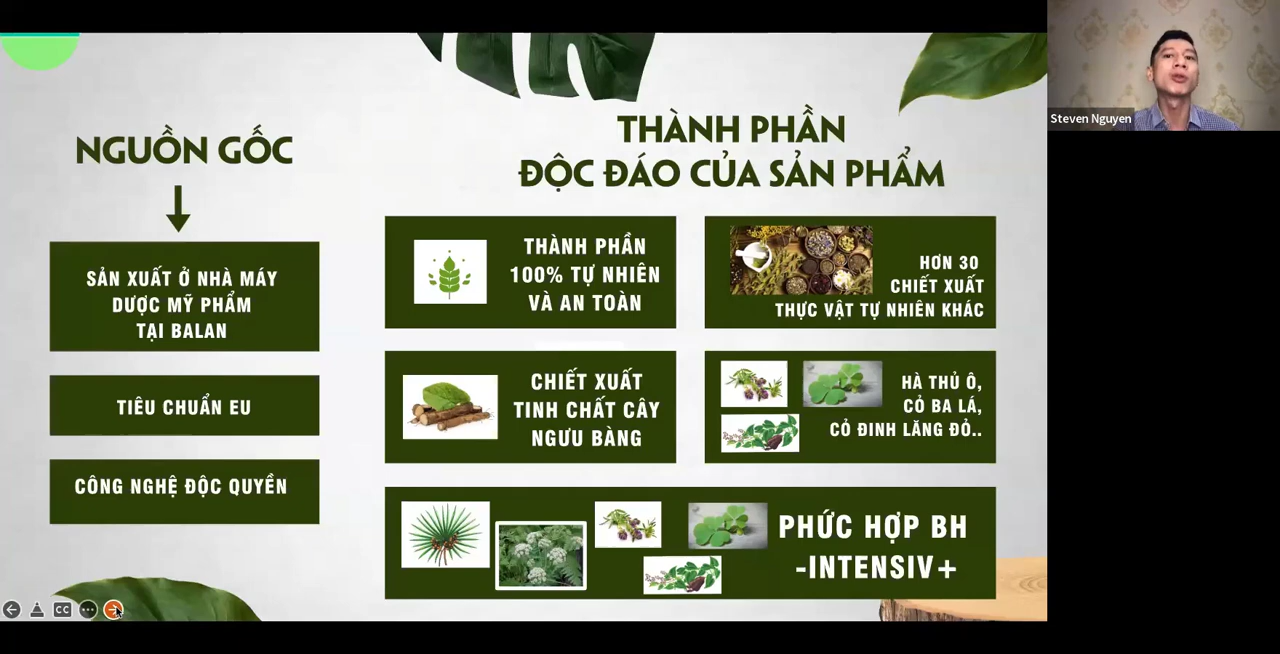 NGUỒN GỐC
SẢN XUẤT Ở NHÀ MÁY
DƯỢC MỸ PHẨM
TẠI BALAN
TIÊU CHUẨN EU
CÔNG NGHỆ ĐỘC QUYỀN
THÀNH PHẦN
ĐỘC ĐÁO CỦA SẢN PHẨM
THÀNH PHẦN
100% TỰ NHIÊN
VÀ AN TOÀN
HƠN 30
CHIẾT XUẤT
THỰC VẬT TỰ NHIÊN KHÁC
CHIẾT XUẤT
TINH CHẤT CÂY
NGƯU BÀNG
HÀ THỦ Ô,
CỎ BA LÁ,
CỎ ĐINH LĂNG ĐỎ..
PHỨC HỢP BH
-INTENSIV+
Steven Nguyen
CC